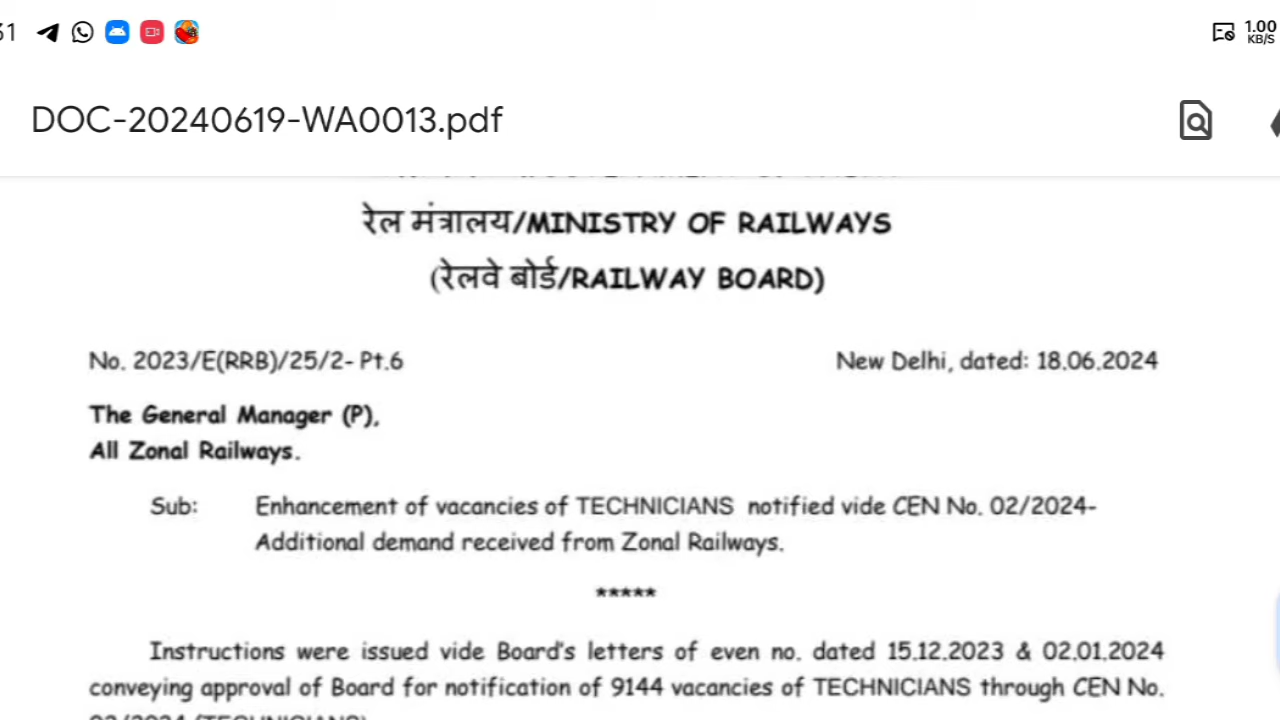 31
1.00
KB/S
DOC-20240619-WA0013.pdf
रेल मंत्रालय/MINISTRY OF RAILWAYS
(रेलवे बोर्ड/RAILWAY BOARD)
No. 2023/E(RRB)/25/2- Pt.6 New Delhi, dated: 18.06.2024
The General Manager (P),
All Zonal Railways.
Sub: Enhancement of vacancies of TECHNICIANS notified vide CEN No. 02/2024-
Additional demand received from Zonal Railways.
*****
Instructions were issued vide Board's letters of even no. dated 15.12.2023 & 02.01.2024
conveying approval of Board for notification of 9144 vacancies of TECHNICIANS through CEN No.